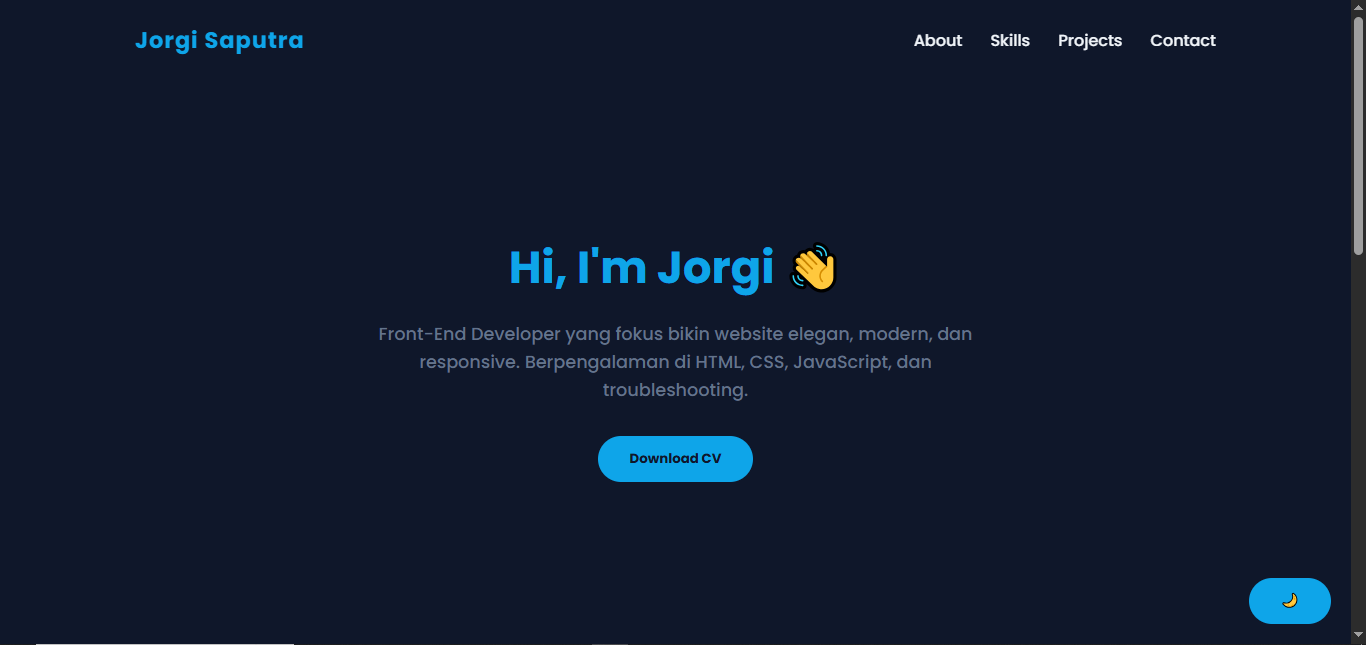 Jorgi Saputra
About Skills Projects Contact
Hi, I'm Jorgi 👋
Front-End Developer yang fokus bikin website elegan, modern, dan
responsive. Berpengalaman di HTML, CSS, JavaScript, dan
troubleshooting.
Download CV